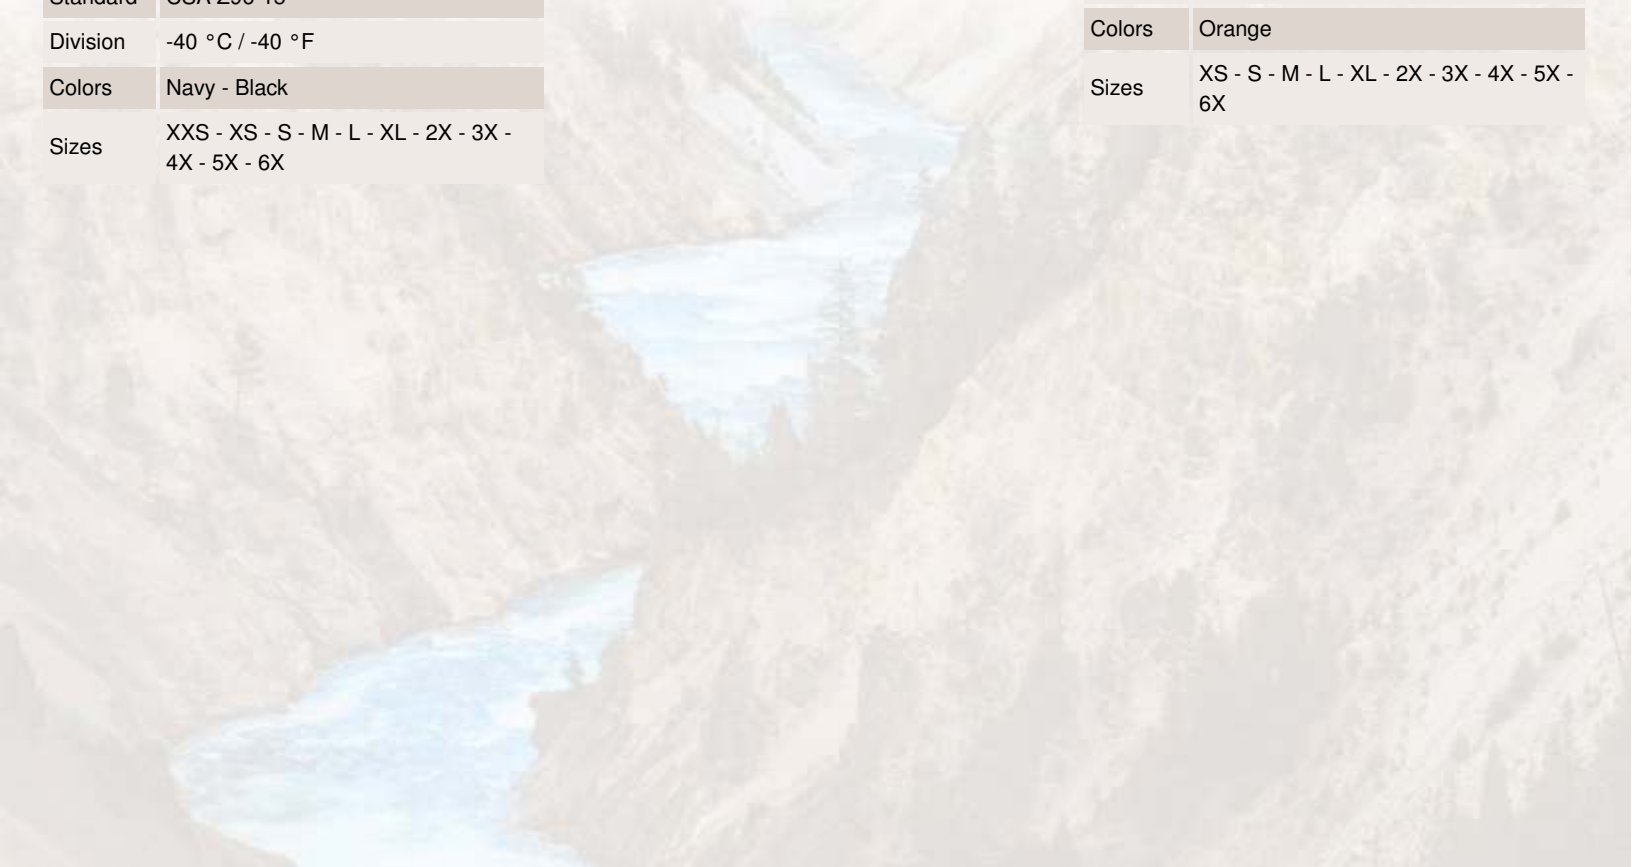 Division -40 °C / -40 °F
Colors Navy - Black
Sizes XXS - XS - S - M - L - XL - 2X - 3X -
4X - 5X - 6X
Colors Orange
Sizes XS - S - M - L - XL - 2X - 3X - 4X - 5X -
6X